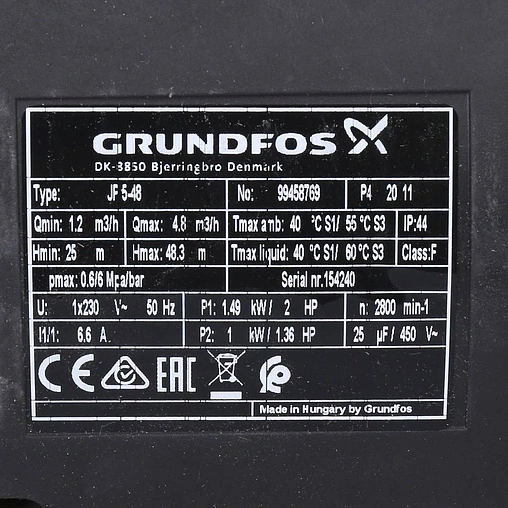 GRUNDFOS
DK-8850 Bjerringbro Denmark
Type: JF 5-48 No: 99458769 P4 20 11
Qmin: 1.2 m3/h Qmax: 4.8 m3/h Tmax amb: 40 °C S1/ 55 °C S3 IP:44
Hmin: 25 m Hmax: 48.3 m Tmax liquid: 40 °C S1/ 60 °C S3 Class:F
pmax: 0.6/6 Mpa/bar Serial nr.154240
U: 1x230 V~ 50 Hz P1: 1.49 kW / 2 HP n: 2800 min-1
I1/1: 6.6 A P2: 1 kW / 1.36 HP 25 µF / 450 V~
CE EAC
Made in Hungary by Grundfos